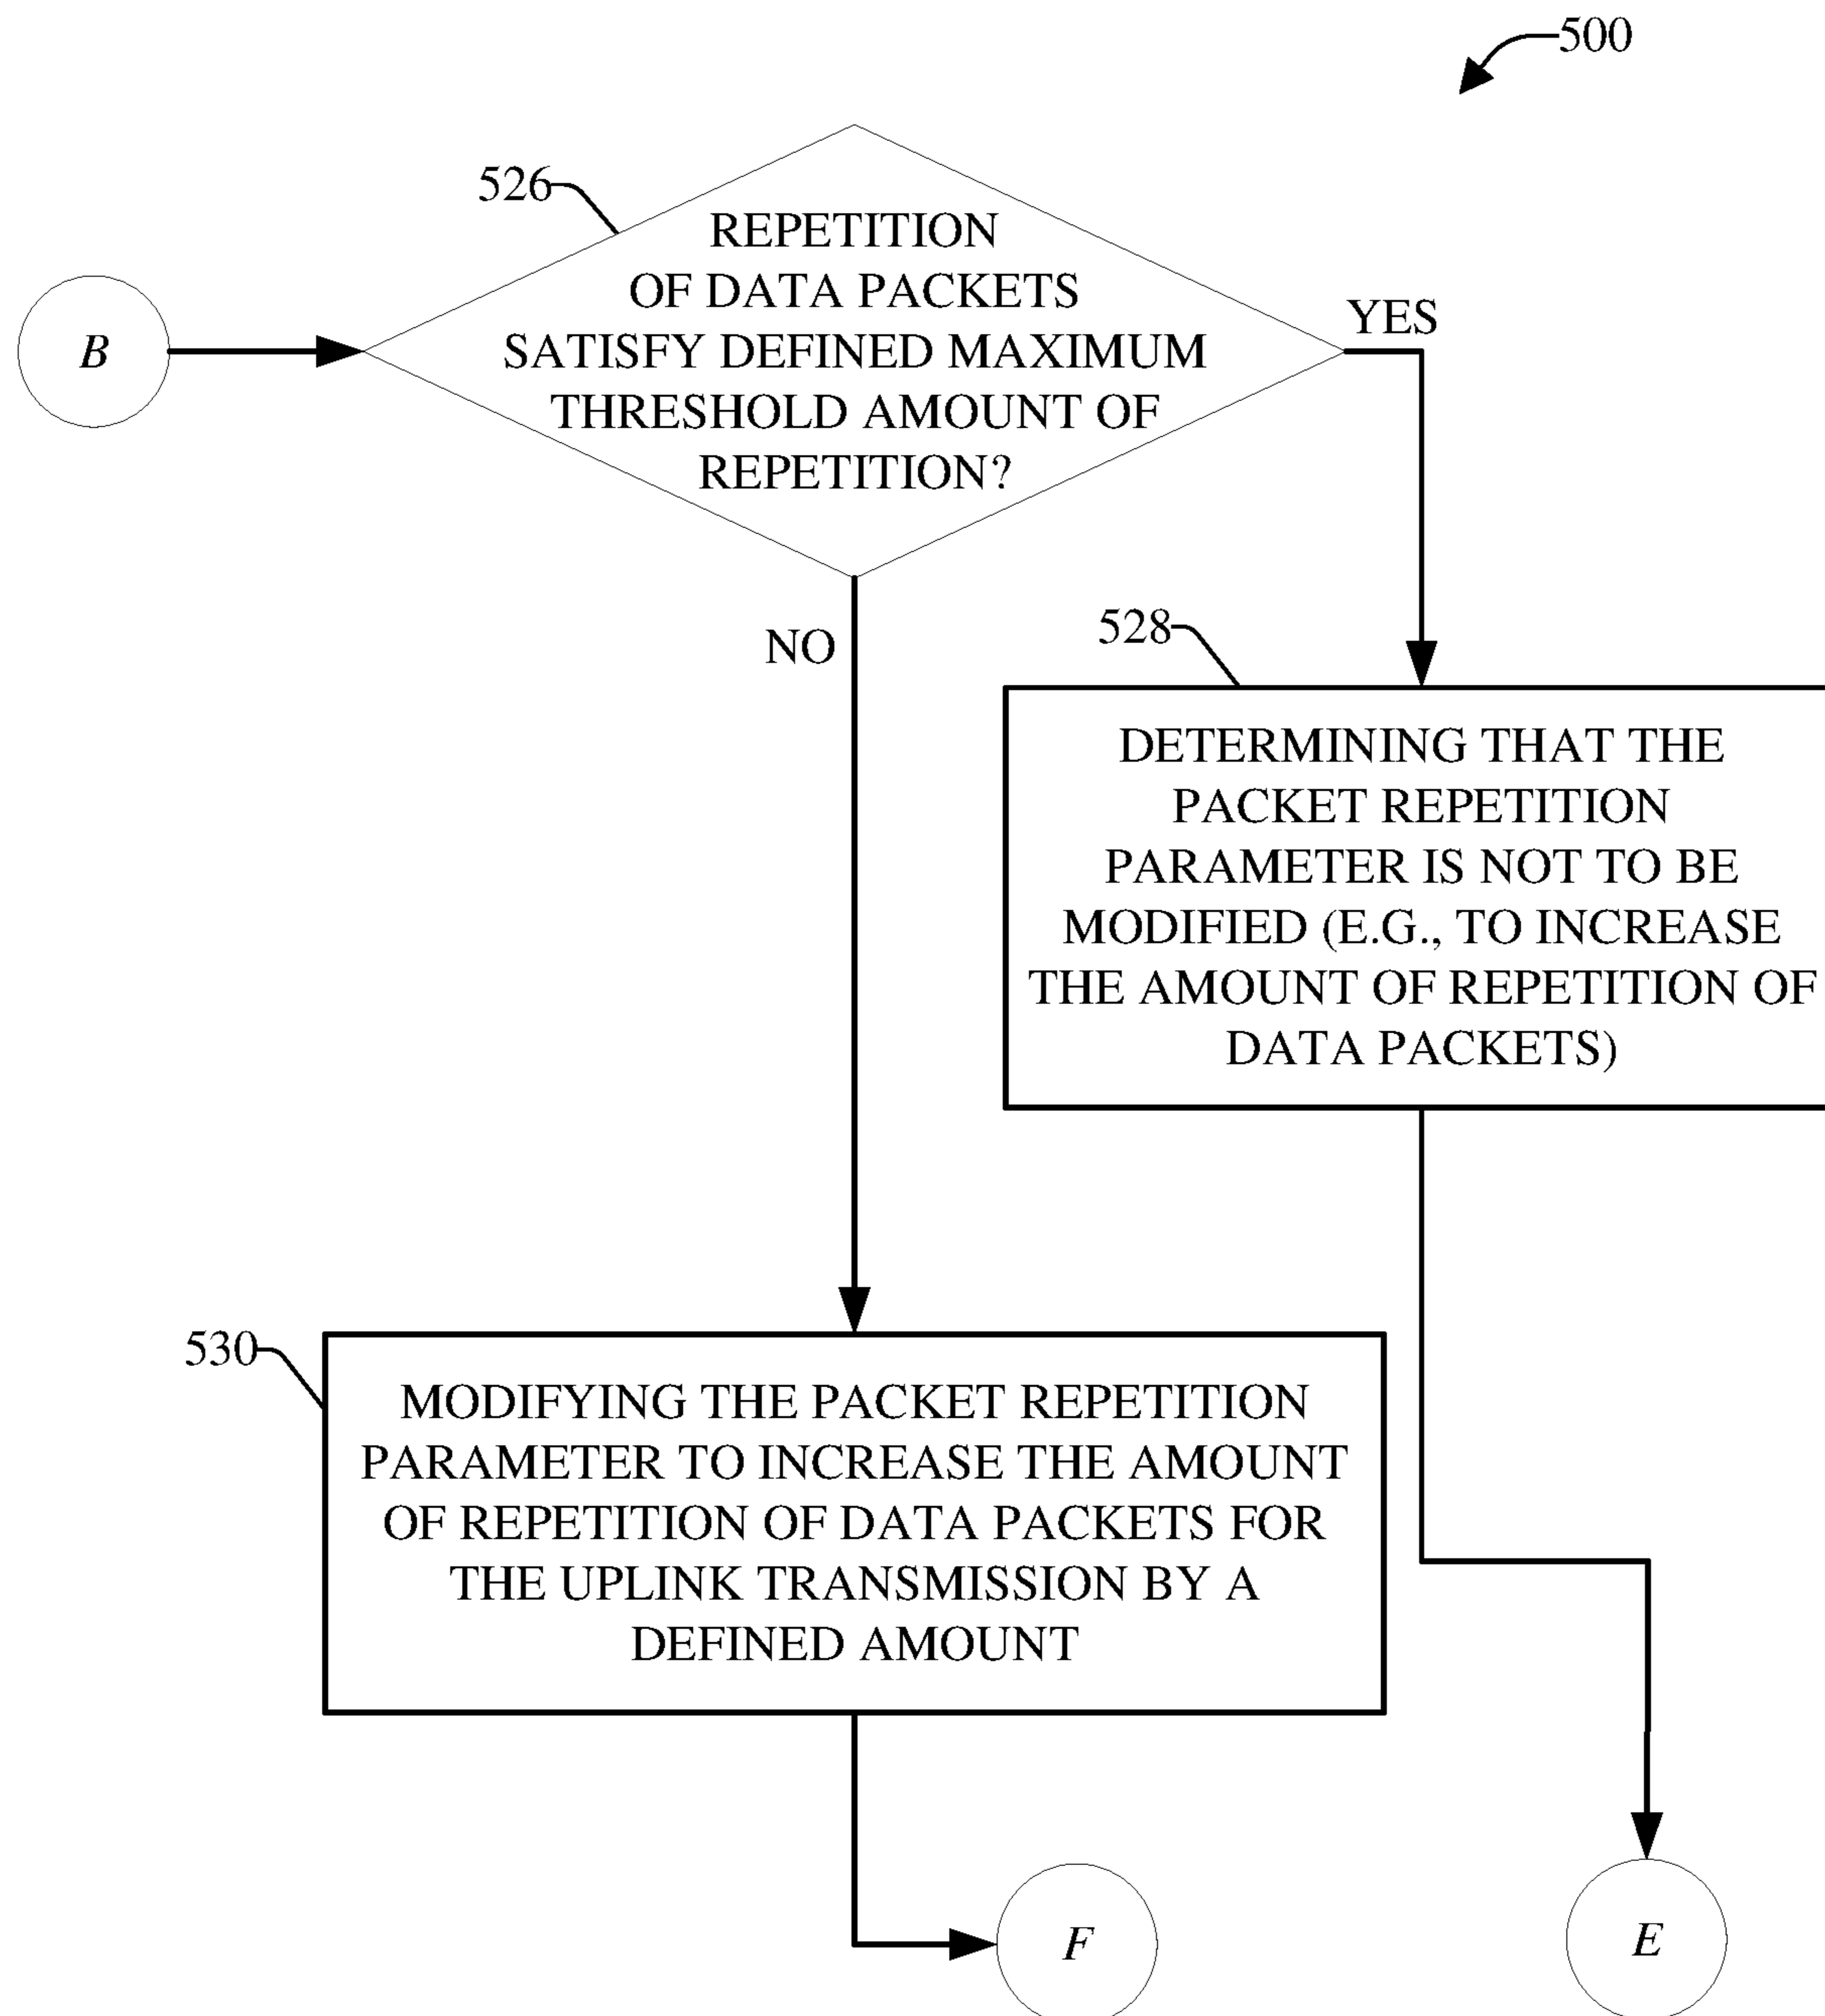 500
526
REPETITION
OF DATA PACKETS
SATISFY DEFINED MAXIMUM
THRESHOLD AMOUNT OF
REPETITION?
YES
B
NO
528
DETERMINING THAT THE
PACKET REPETITION
PARAMETER IS NOT TO BE
MODIFIED (E.G., TO INCREASE
THE AMOUNT OF REPETITION OF
DATA PACKETS)
530
MODIFYING THE PACKET REPETITION
PARAMETER TO INCREASE THE AMOUNT
OF REPETITION OF DATA PACKETS FOR
THE UPLINK TRANSMISSION BY A
DEFINED AMOUNT
F
E